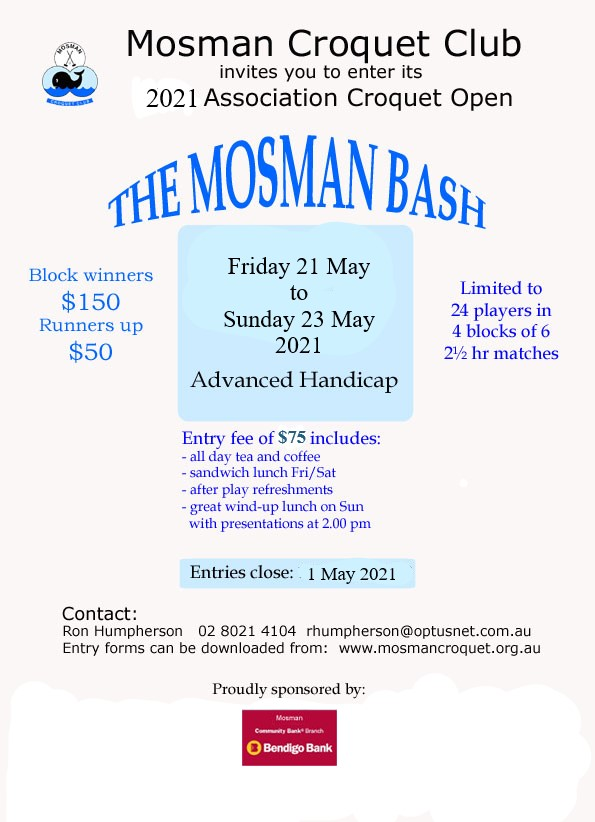 MOSMAN
CROQUET CLUB
Mosman Croquet Club
invites you to enter its
2021 Association Croquet Open
THE MOSMAN BASH
Block winners
$150
Runners up
$50
Friday 21 May
to
Sunday 23 May
2021
Advanced Handicap
Limited to
24 players in
4 blocks of 6
2½ hr matches
Entry fee of $75 includes:
- all day tea and coffee
- sandwich lunch Fri/Sat
- after play refreshments
- great wind-up lunch on Sun
with presentations at 2.00 pm
Entries close: 1 May 2021
Contact:
Ron Humpherson 02 8021 4104 rhumpherson@optusnet.com.au
Entry forms can be downloaded from: www.mosmancroquet.org.au
Proudly sponsored by:
Mosman
Community Bank® Branch
Bendigo Bank